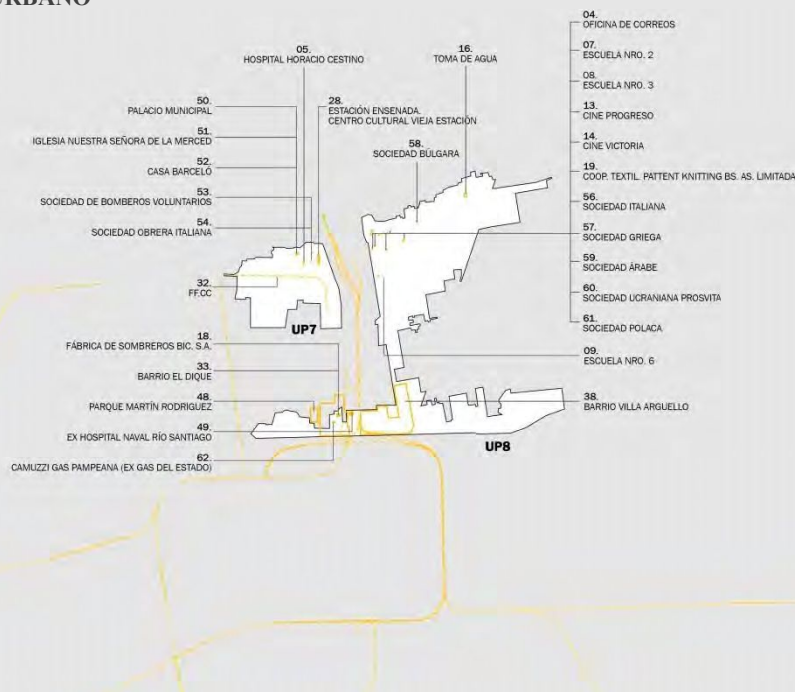 URBANO
04.
OFICINA DE CORREOS
05.
HOSPITAL HORACIO CESTINO
16.
TOMA DE AGUA
07.
ESCUELA NRO. 2
08.
ESCUELA NRO. 3
50.
PALACIO MUNICIPAL
28.
ESTACIÓN ENSENADA.
CENTRO CULTURAL VIEJA ESTACIÓN
13.
CINE PROGRESO
51.
IGLESIA NUESTRA SEÑORA DE LA MERCED
58.
SOCIEDAD BÚLGARA
14.
CINE VICTORIA
52.
CASA BARCELÓ
19.
COOP. TEXTIL. PATTENT KNITTING BS. AS. LIMITADA
53.
SOCIEDAD DE BOMBEROS VOLUNTARIOS
56.
SOCIEDAD ITALIANA
54.
SOCIEDAD OBRERA ITALIANA
57.
SOCIEDAD GRIEGA
59.
SOCIEDAD ÁRABE
32.
FF.CC
60.
SOCIEDAD UCRANIANA PROSVITA
61.
SOCIEDAD POLACA
UP7
18.
FÁBRICA DE SOMBREROS BIC. S.A.
09.
ESCUELA NRO. 6
33.
BARRIO EL DIQUE
48.
PARQUE MARTÍN RODRIGUEZ
38.
BARRIO VILLA ARGUELLO
49.
EX HOSPITAL NAVAL RÍO SANTIAGO
UP8
62.
CAMUZZI GAS PAMPEANA (EX GAS DEL ESTADO)